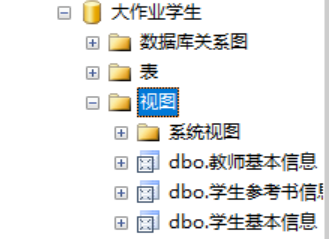 大作业学生
数据库关系图
表
视图
系统视图
dbo.教师基本信息
dbo.学生参考书信
dbo.学生基本信息